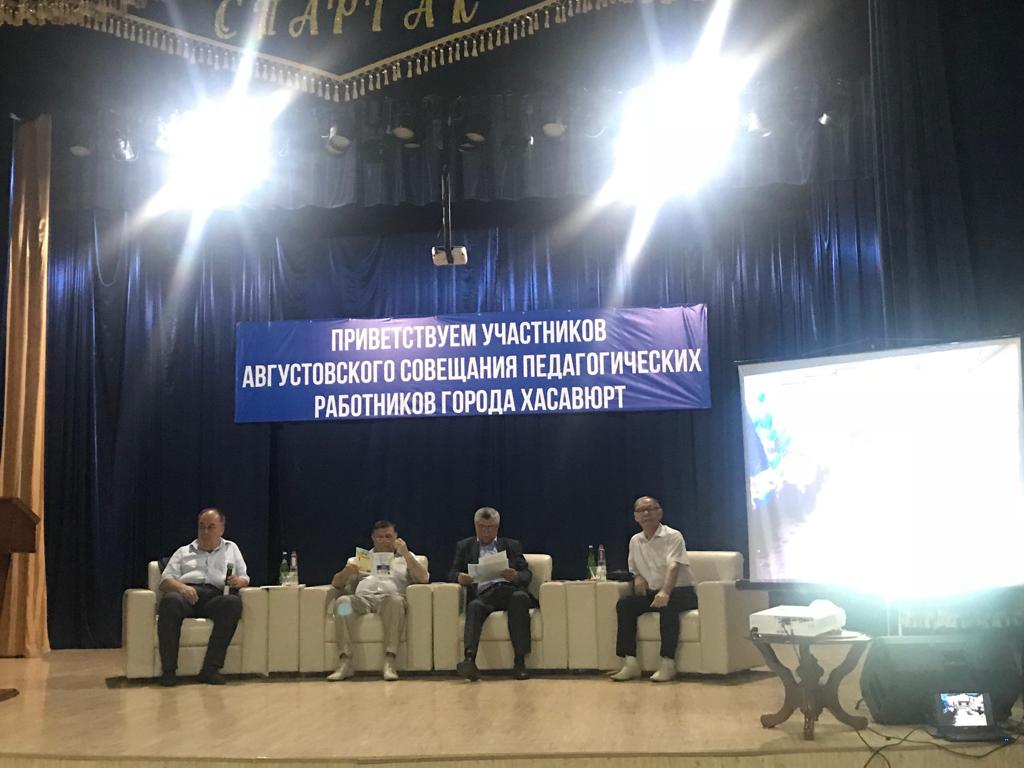 СПАРТАК
ПРИВЕТСТВУЕМ УЧАСТНИКОВ
АВГУСТОВСКОГО СОВЕЩАНИЯ ПЕДАГОГИЧЕСКИХ
РАБОТНИКОВ ГОРОДА ХАСАВЮРТ